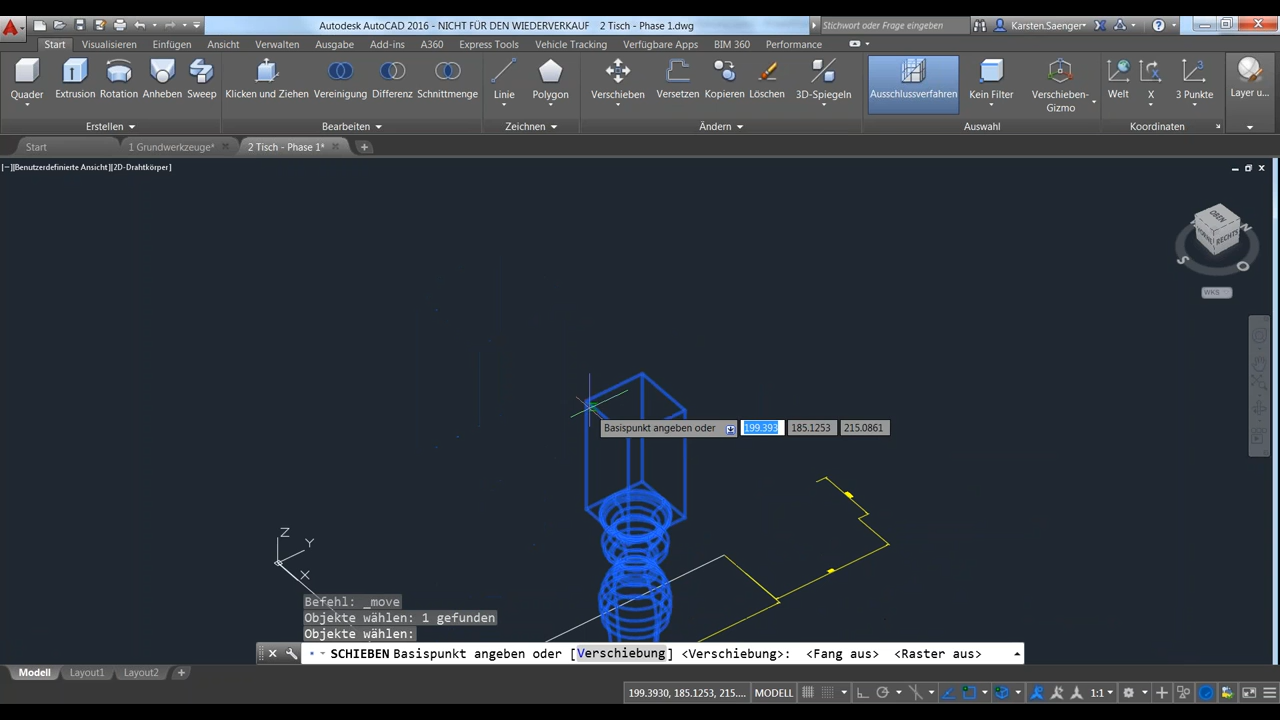 Autodesk AutoCAD 2016 - NICHT FÜR DEN WIEDERVERKAUF 2 Tisch - Phase 1.dwg
Stichwort oder Frage eingeben
Karsten.Saenger
Start Visualisieren Einfügen Ansicht Verwalten Ausgabe Add-ins A360 Express Tools Vehicle Tracking Verfügbare Apps BIM 360 Performance
Quader Extrusion Rotation Anheben Sweep Klicken und Ziehen Vereinigung Differenz Schnittmenge Linie Polygon Verschieben Versetzen Kopieren Löschen 3D-Spiegeln Ausschlussverfahren Kein Filter Verschieben-
Gizmo Welt X 3 Punkte Layer u...
Erstellen Bearbeiten Zeichnen Ändern Auswahl Koordinaten
Start 1 Grundwerkzeuge* 2 Tisch - Phase 1*
[−]Benutzerdefinierte Ansicht][2D-Drahtkörper]
OBEN
RECHTS
S
O
WKS
Basispunkt angeben oder 199.393 185.1253 215.0861
Z
Y
X
Befehl: _move
Objekte wählen: 1 gefunden
Objekte wählen:
SCHIEBEN Basispunkt angeben oder [Verschiebung] <Verschiebung>: <Fang aus> <Raster aus>
Modell Layout1 Layout2
199.3930, 185.1253, 215.... MODELL 1:1